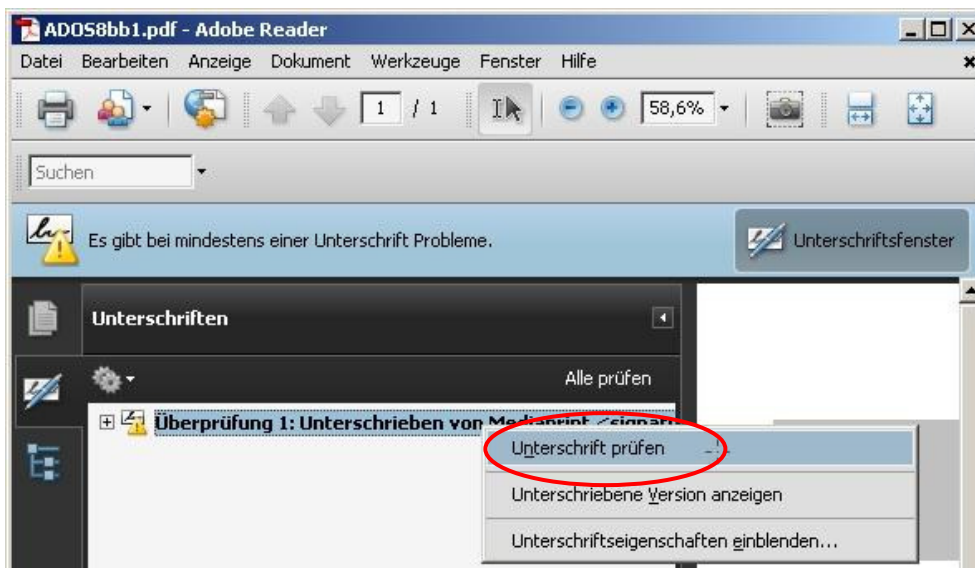 ADOS8bb1.pdf - Adobe Reader
Datei Bearbeiten Anzeige Dokument Werkzeuge Fenster Hilfe
1 / 1 58,6%
Suchen
Es gibt bei mindestens einer Unterschrift Probleme. Unterschriftsfenster
Unterschriften
Alle prüfen
Überprüfung 1: Unterschrieben von Mediaprint <signatu
Unterschrift prüfen
Unterschriebene Version anzeigen
Unterschriftseigenschaften einblenden...